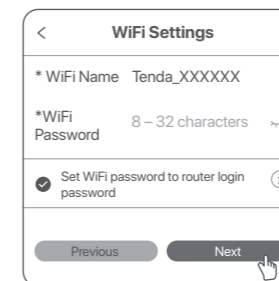 < WiFi Settings
* WiFi Name Tenda_XXXXXX
*WiFi
Password
8 – 32 characters
Set WiFi password to router login
password
Previous Next